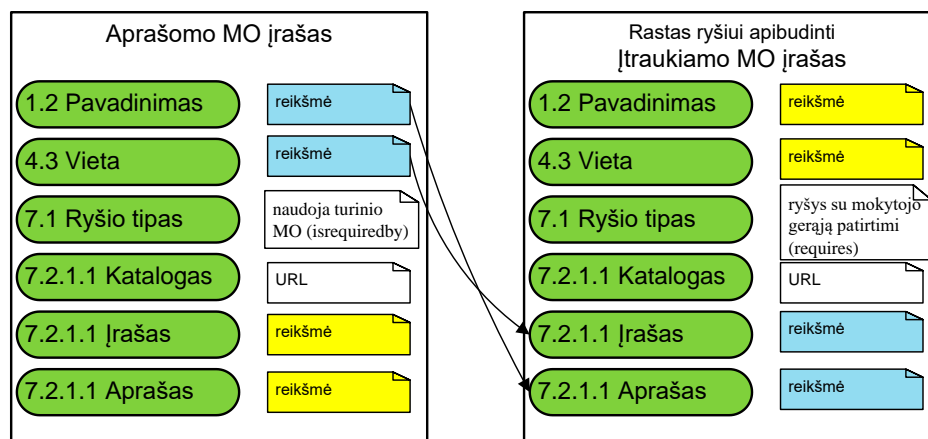 Aprašomo MO įrašas
1.2 Pavadinimas
reikšmė
4.3 Vieta
reikšmė
7.1 Ryšio tipas
naudoja turinio
MO (isrequiredby)
7.2.1.1 Katalogas
URL
7.2.1.1 Įrašas
reikšmė
7.2.1.1 Aprašas
reikšmė
Rastas ryšiui apibudinti
Įtraukiamo MO įrašas
1.2 Pavadinimas
reikšmė
4.3 Vieta
reikšmė
7.1 Ryšio tipas
ryšys su mokytojo
gerąją patirtimi
(requires)
7.2.1.1 Katalogas
URL
7.2.1.1 Įrašas
reikšmė
7.2.1.1 Aprašas
reikšmė